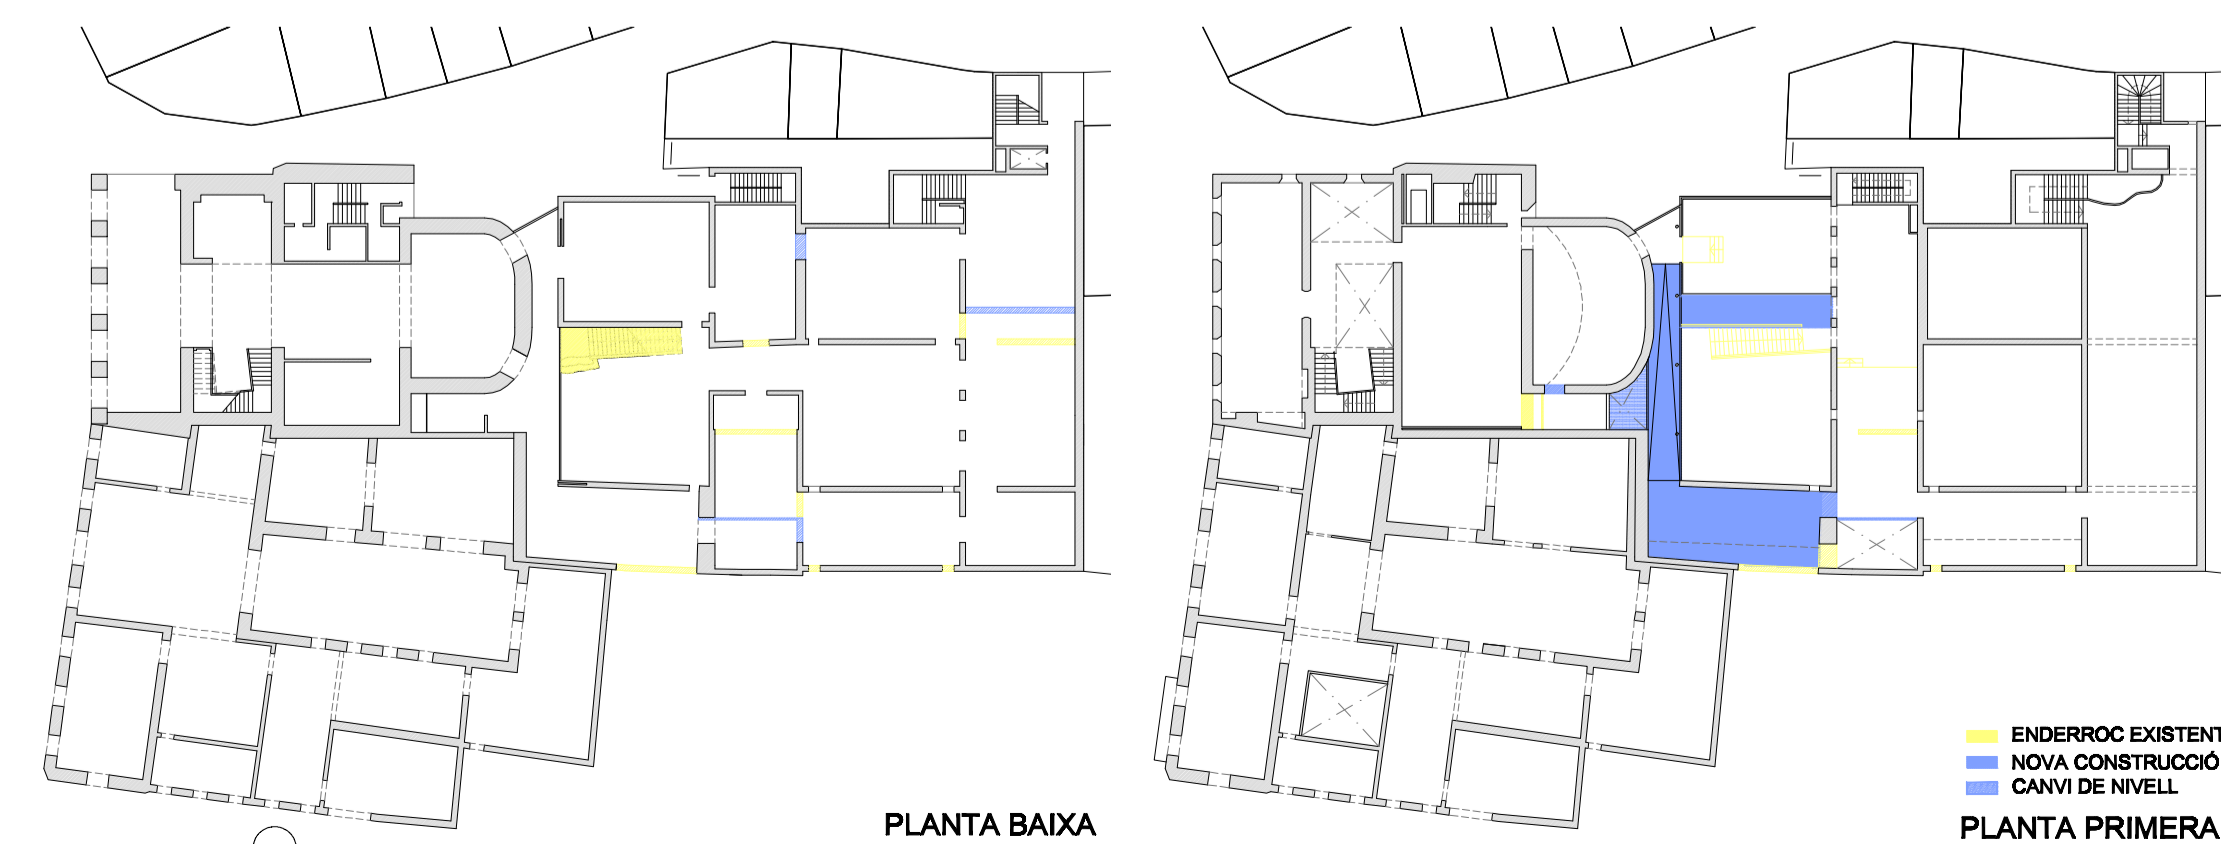 ENDERROC EXISTENT
NOVA CONSTRUCCIÓ
CANVI DE NIVELL
PLANTA BAIXA
PLANTA PRIMERA